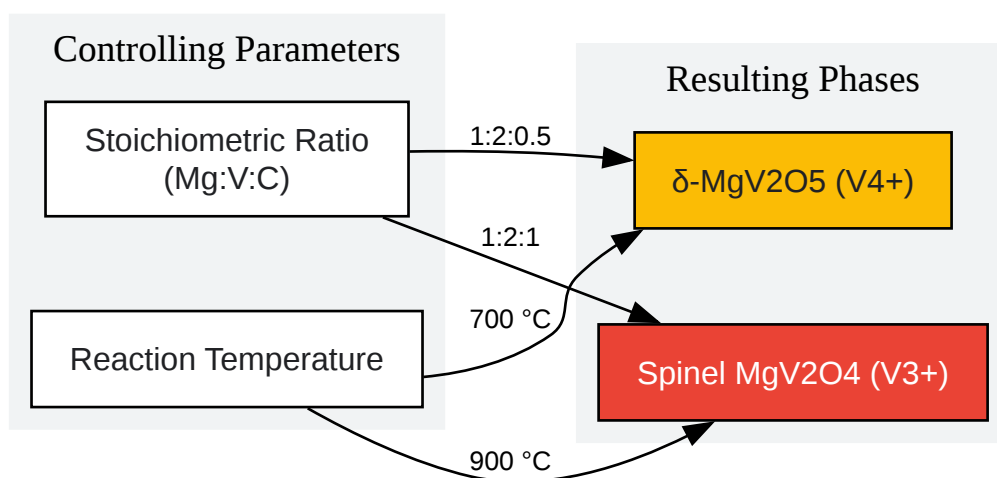 Controlling Parameters
Stoichiometric Ratio
(Mg:V:C)
Reaction Temperature
1:2:0.5
1:2:1
700 °C
900 °C
Resulting Phases
δ-MgV2O5 (V4+)
Spinel MgV2O4 (V3+)